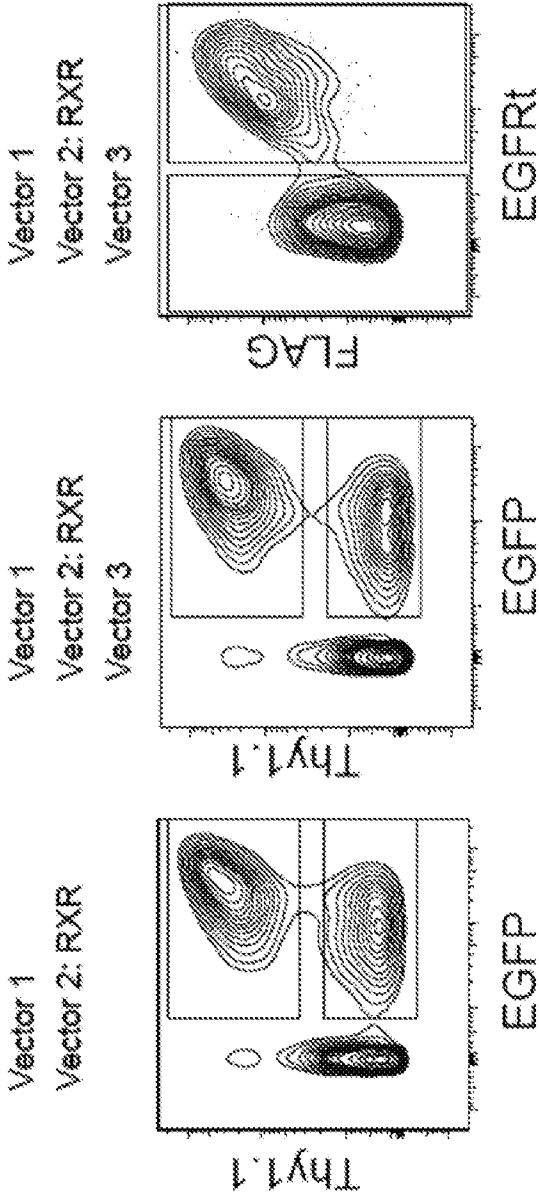 Vector 1
Vector 2: RXR
Thy1.1
EGFP
Vector 1
Vector 2: RXR
Vector 3
Thy1.1
EGFP
Vector 1
Vector 2: RXR
Vector 3
FLAG
EGFRt